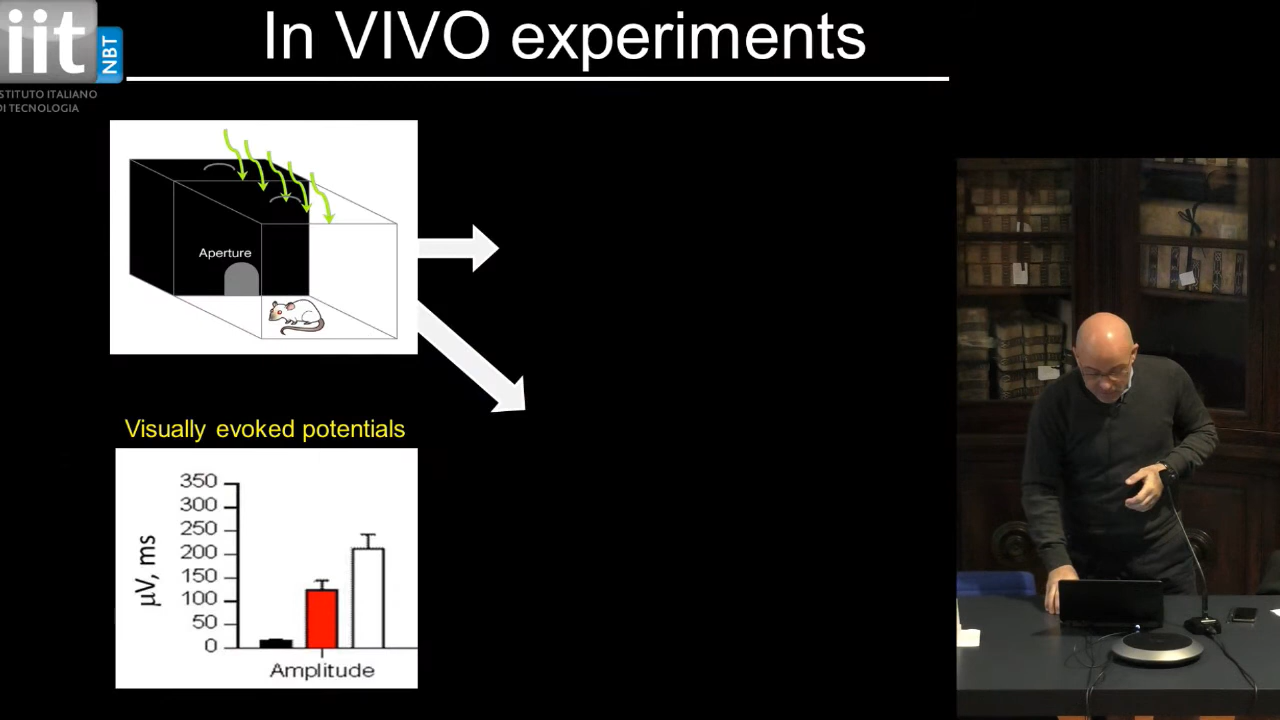 iit
NBT
In VIVO experiments
STITUTO ITALIANO
DI TECNOLOGIA
Aperture
Visually evoked potentials
350
300
250
200
150
100
50
0
µV, ms
Amplitude